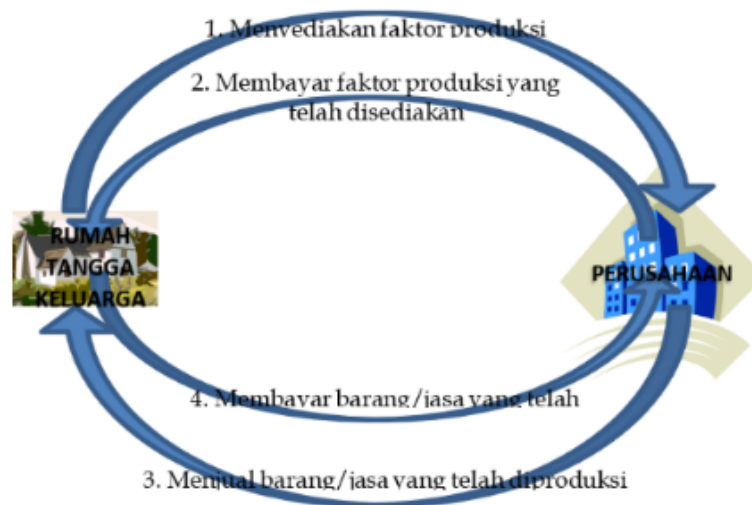 1. Menyediakan faktor produksi
2. Membayar faktor produksi yang
telah disediakan
RUMAH
TANGGA
KELUARGA
PERUSAHAAN
4. Membayar barang/jasa yang telah
3. Menjual barang/jasa yang telah diproduksi